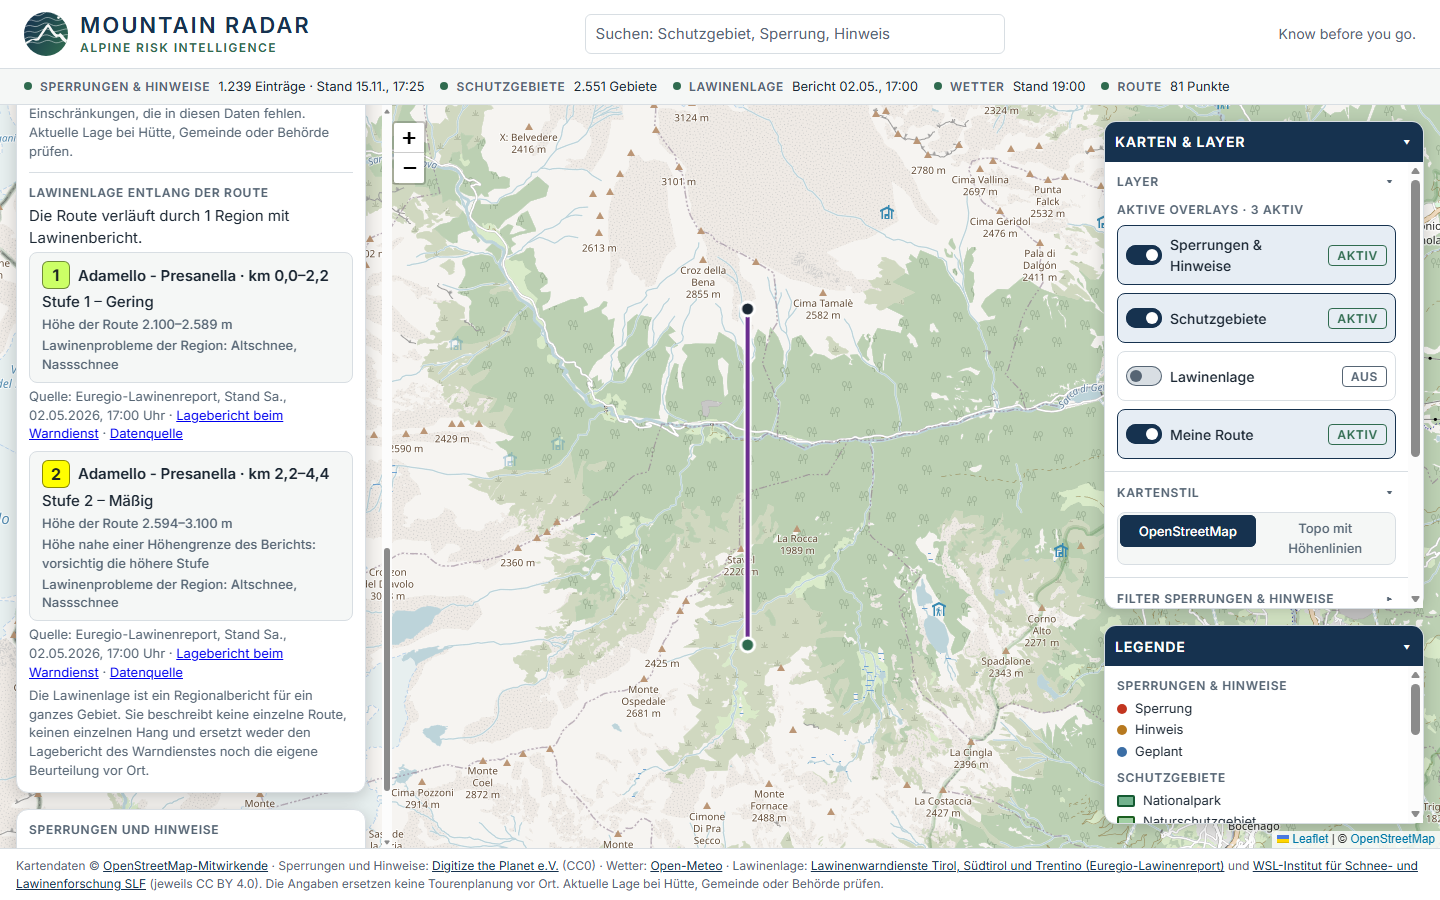 MOUNTAIN RADAR
ALPINE RISK INTELLIGENCE
Suchen: Schutzgebiet, Sperrung, Hinweis
Know before you go.
SPERRUNGEN & HINWEISE 1.239 Einträge · Stand 15.11., 17:25 SCHUTZGEBIETE 2.551 Gebiete LAWINENLAGE Bericht 02.05., 17:00 WETTER Stand 19:00 ROUTE 81 Punkte
Einschränkungen, die in diesen Daten fehlen.
Aktuelle Lage bei Hütte, Gemeinde oder Behörde
prüfen.
LAWINENLAGE ENTLANG DER ROUTE
Die Route verläuft durch 1 Region mit
Lawinenbericht.
1 Adamello - Presanella · km 0,0–2,2
Stufe 1 – Gering
Höhe der Route 2.100–2.589 m
Lawinenprobleme der Region: Altschnee,
Nassschnee
Quelle: Euregio-Lawinenreport, Stand Sa.,
02.05.2026, 17:00 Uhr · Lagebericht beim
Warndienst · Datenquelle
2 Adamello - Presanella · km 2,2–4,4
Stufe 2 – Mäßig
Höhe der Route 2.594–3.100 m
Höhe nahe einer Höhengrenze des Berichts:
vorsichtig die höhere Stufe
Lawinenprobleme der Region: Altschnee,
Nassschnee
Quelle: Euregio-Lawinenreport, Stand Sa.,
02.05.2026, 17:00 Uhr · Lagebericht beim
Warndienst · Datenquelle
Die Lawinenlage ist ein Regionalbericht für ein
ganzes Gebiet. Sie beschreibt keine einzelne Route,
keinen einzelnen Hang und ersetzt weder den
Lagebericht des Warndienstes noch die eigene
Beurteilung vor Ort.
SPERRUNGEN UND HINWEISE
+
−
3124 m
2324 m
X: Belvedere
2416 m
3101 m
2780 m
Cima Vallina
2697 m
Punta
Falck
2532 m
Cima Geridol
2476 m
2613 m
Pala di
Dalgón
2411 m
Croz della
Bena
2855 m
Cima Tamalè
2582 m
2429 m
2590 m
La Rocca
1989 m
2360 m
Corno
Alto
2271 m
Spadalone
2343 m
2425 m
Monte
Ospedale
2681 m
La Cingla
2396 m
Monte
Coel
2872 m
Cima Pozzoni
2914 m
Monte
Fornace
2488 m
La Costaccia
2427 m
Cimone
Di Pra
Secco
Monte
Bocenago
KARTEN & LAYER
LAYER
AKTIVE OVERLAYS · 3 AKTIV
Sperrungen &
Hinweise
AKTIV
Schutzgebiete AKTIV
Lawinenlage AUS
Meine Route AKTIV
KARTENSTIL
OpenStreetMap
Topo mit
Höhenlinien
FILTER SPERRUNGEN & HINWEISE
LEGENDE
SPERRUNGEN & HINWEISE
Sperrung
Hinweis
Geplant
SCHUTZGEBIETE
Nationalpark
Naturschutzgebiet
Leaflet | © OpenStreetMap
Kartendaten © OpenStreetMap-Mitwirkende · Sperrungen und Hinweise: Digitize the Planet e.V. (CC0) · Wetter: Open-Meteo · Lawinenlage: Lawinenwarndienste Tirol, Südtirol und Trentino (Euregio-Lawinenreport) und WSL-Institut für Schnee- und
Lawinenforschung SLF (jeweils CC BY 4.0). Die Angaben ersetzen keine Tourenplanung vor Ort. Aktuelle Lage bei Hütte, Gemeinde oder Behörde prüfen.